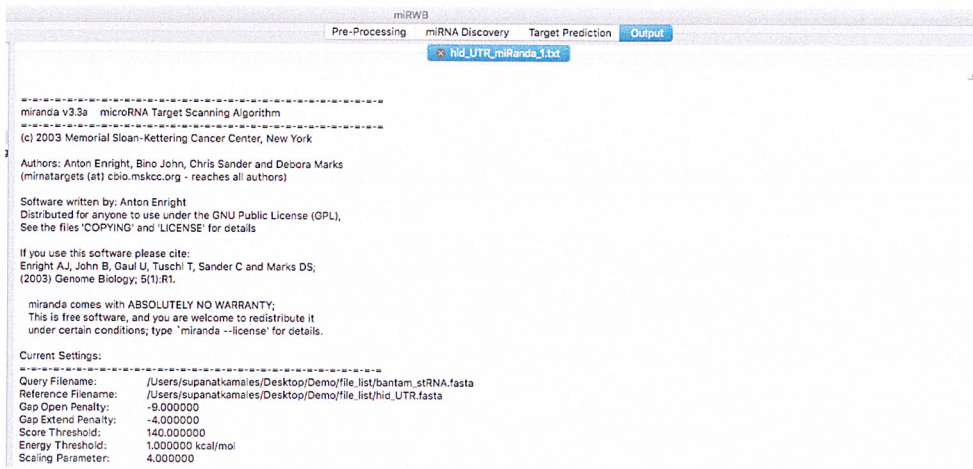 miRWB
Pre-Processing miRNA Discovery Target Prediction Output
hid_UTR_miRanda_1.txt
=-=-=-=-=-=-=-=-=-=-=-=-=-=-=-=-=-=-=-=-=-=-=-=-=-=-=-=-=-=
miranda v3.3a microRNA Target Scanning Algorithm
=-=-=-=-=-=-=-=-=-=-=-=-=-=-=-=-=-=-=-=-=-=-=-=-=-=-=-=-=-=
(c) 2003 Memorial Sloan-Kettering Cancer Center, New York
Authors: Anton Enright, Bino John, Chris Sander and Debora Marks
(mirnatargets (at) cbio.mskcc.org - reaches all authors)
Software written by: Anton Enright
Distributed for anyone to use under the GNU Public License (GPL),
See the files 'COPYING' and 'LICENSE' for details
If you use this software please cite:
Enright AJ, John B, Gaul U, Tuschl T, Sander C and Marks DS;
(2003) Genome Biology; 5(1):R1.
miranda comes with ABSOLUTELY NO WARRANTY;
This is free software, and you are welcome to redistribute it
under certain conditions; type `miranda --license' for details.
Current Settings:
=-=-=-=-=-=-=-=-=-=-=-=-=-=-=-=-=-=-=-=-=-=-=-=-=-=-=-=-=-=
Query Filename: /Users/supanatkamales/Desktop/Demo/file_list/bantam_stRNA.fasta
Reference Filename: /Users/supanatkamales/Desktop/Demo/file_list/hid_UTR.fasta
Gap Open Penalty: -9.000000
Gap Extend Penalty: -4.000000
Score Threshold: 140.000000
Energy Threshold: 1.000000 kcal/mol
Scaling Parameter: 4.000000